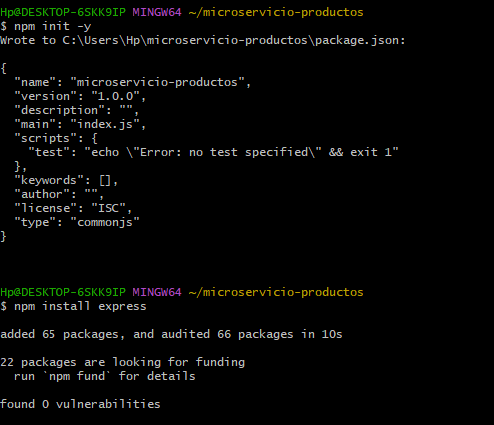 Hp@DESKTOP-6SKK9IP MINGW64 ~/microservicio-productos
$ npm init -y
Wrote to C:\Users\Hp\microservicio-productos\package.json:
{
  "name": "microservicio-productos",
  "version": "1.0.0",
  "description": "",
  "main": "index.js",
  "scripts": {
    "test": "echo \"Error: no test specified\" && exit 1"
  },
  "keywords": [],
  "author": "",
  "license": "ISC",
  "type": "commonjs"
}
Hp@DESKTOP-6SKK9IP MINGW64 ~/microservicio-productos
$ npm install express
added 65 packages, and audited 66 packages in 10s
22 packages are looking for funding
  run `npm fund` for details
found 0 vulnerabilities